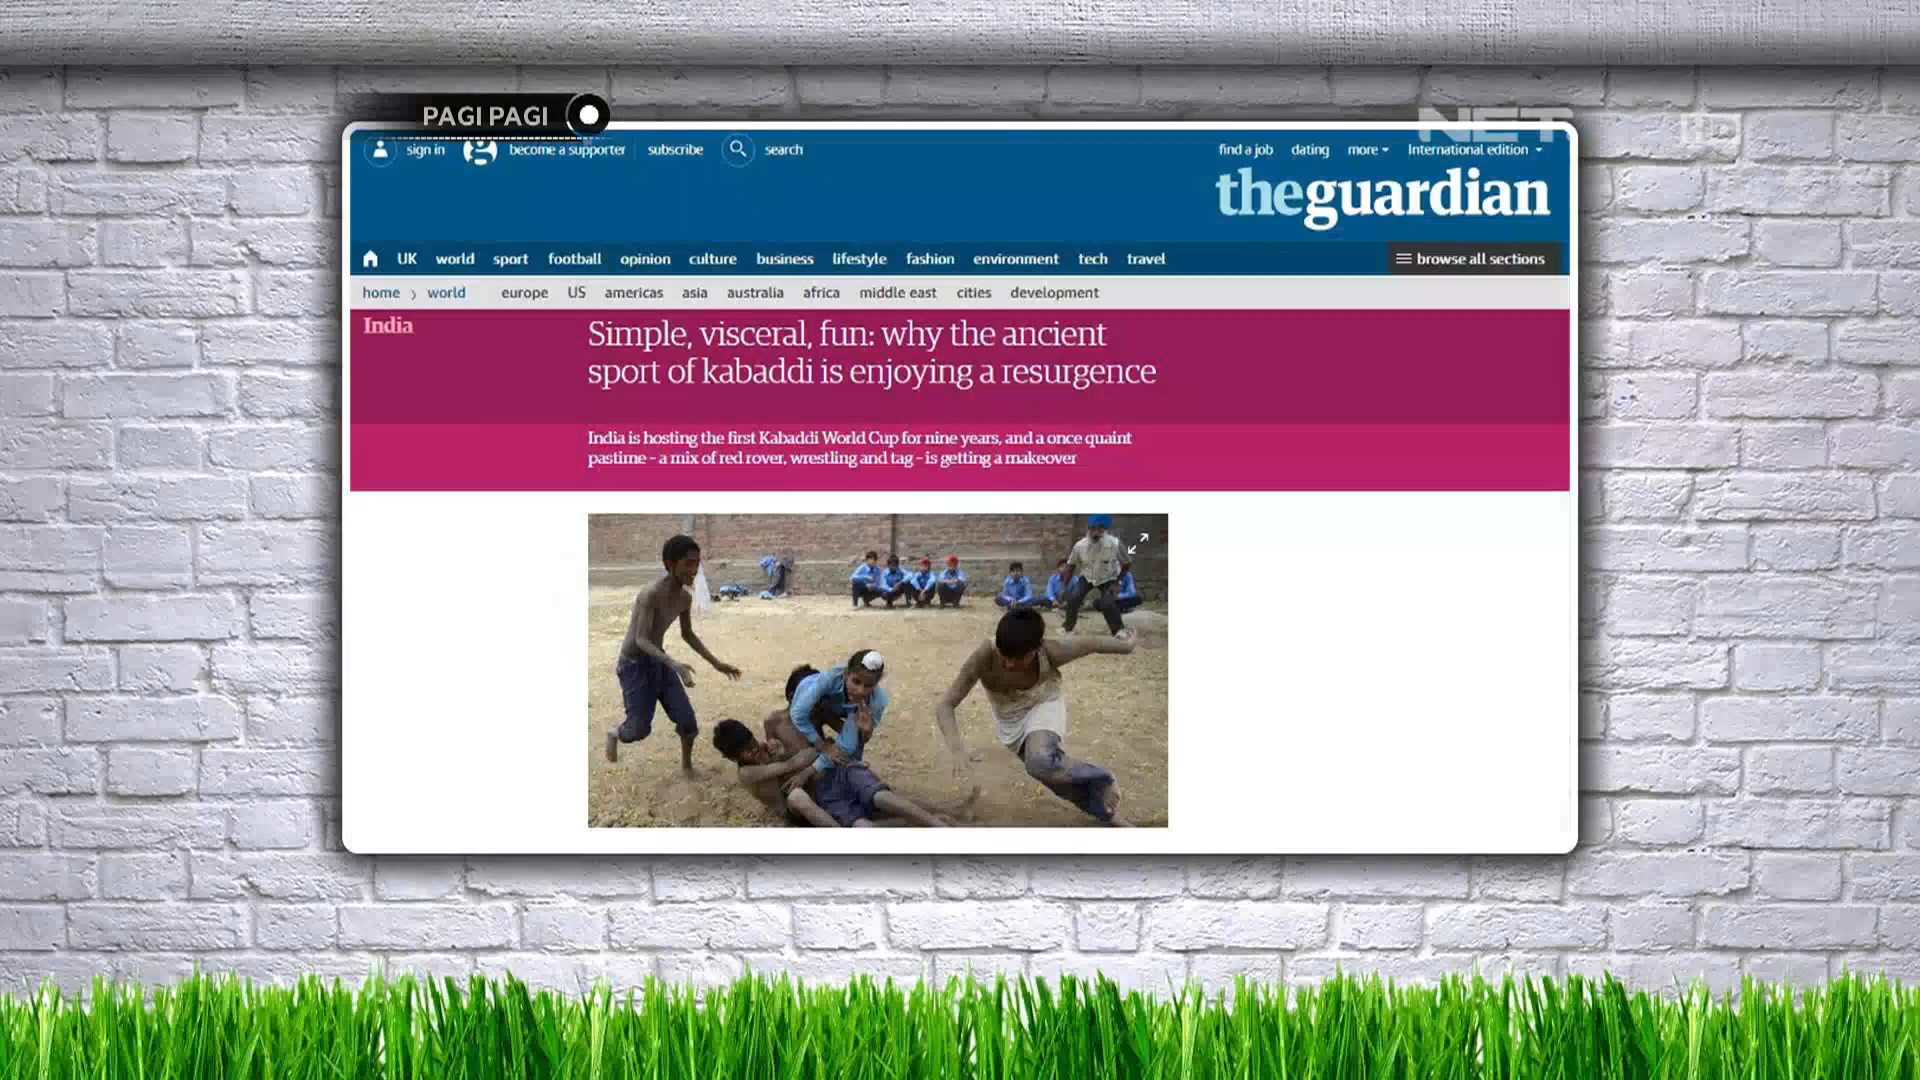 PAGI PAGI
NET
HD
sign in
become a supporter
subscribe
search
find a job
dating
more
International edition
theguardian
UK world sport football opinion culture business lifestyle fashion environment tech travel
browse all sections
home world europe US americas asia australia africa middle east cities development
India
Simple, visceral, fun: why the ancient
sport of kabaddi is enjoying a resurgence
India is hosting the first Kabaddi World Cup for nine years, and a once quaint
pastime – a mix of red rover, wrestling and tag – is getting a makeover